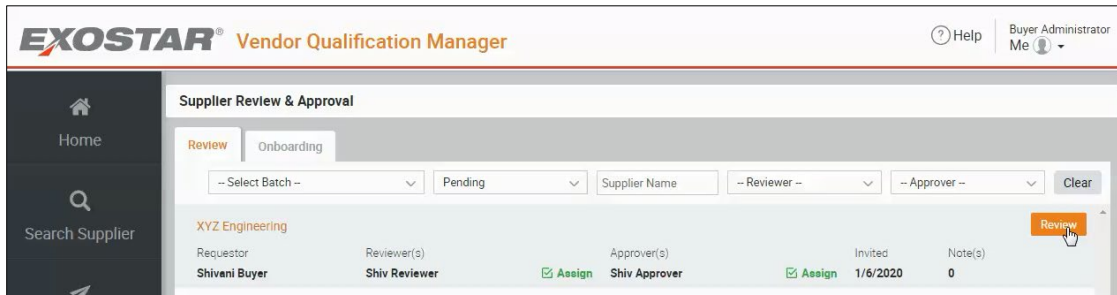 EXOSTAR® Vendor Qualification Manager
? Help
Buyer Administrator
Me
Home
Search Supplier
Supplier Review & Approval
Review
Onboarding
-- Select Batch --
Pending
Supplier Name
-- Reviewer --
-- Approver --
Clear
XYZ Engineering
Review
Requestor Reviewer(s) Approver(s) Invited Note(s)
Shivani Buyer Shiv Reviewer Assign Shiv Approver Assign 1/6/2020 0